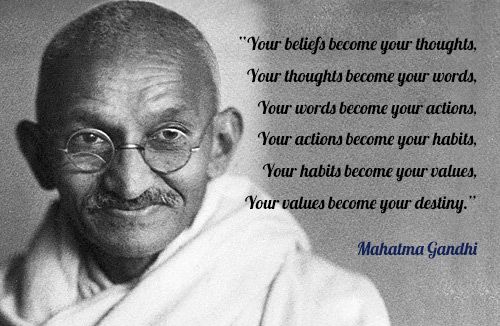 "Your beliefs become your thoughts,
Your thoughts become your words,
Your words become your actions,
Your actions become your habits,
Your habits become your values,
Your values become your destiny."
Mahatma Gandhi